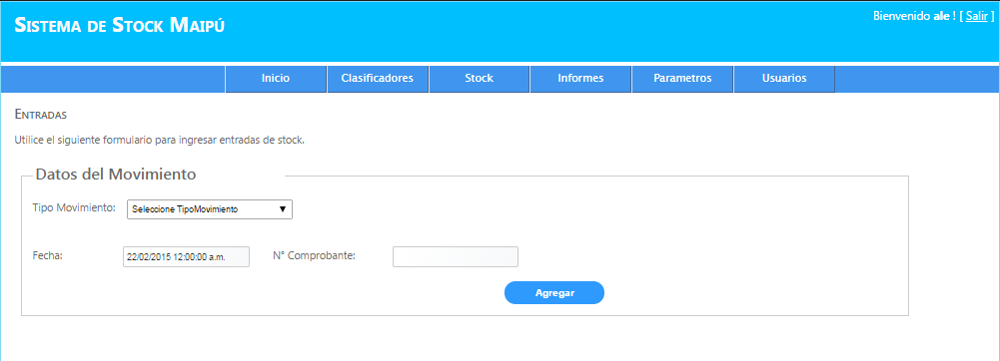 Sistema de Stock Maipú
Bienvenido ale ! [ Salir ]
Inicio Clasificadores Stock Informes Parametros Usuarios
Entradas
Utilice el siguiente formulario para ingresar entradas de stock.
Datos del Movimiento
Tipo Movimiento: Seleccione TipoMovimiento
Fecha: 22/02/2015 12:00:00 a.m. N° Comprobante:
Agregar